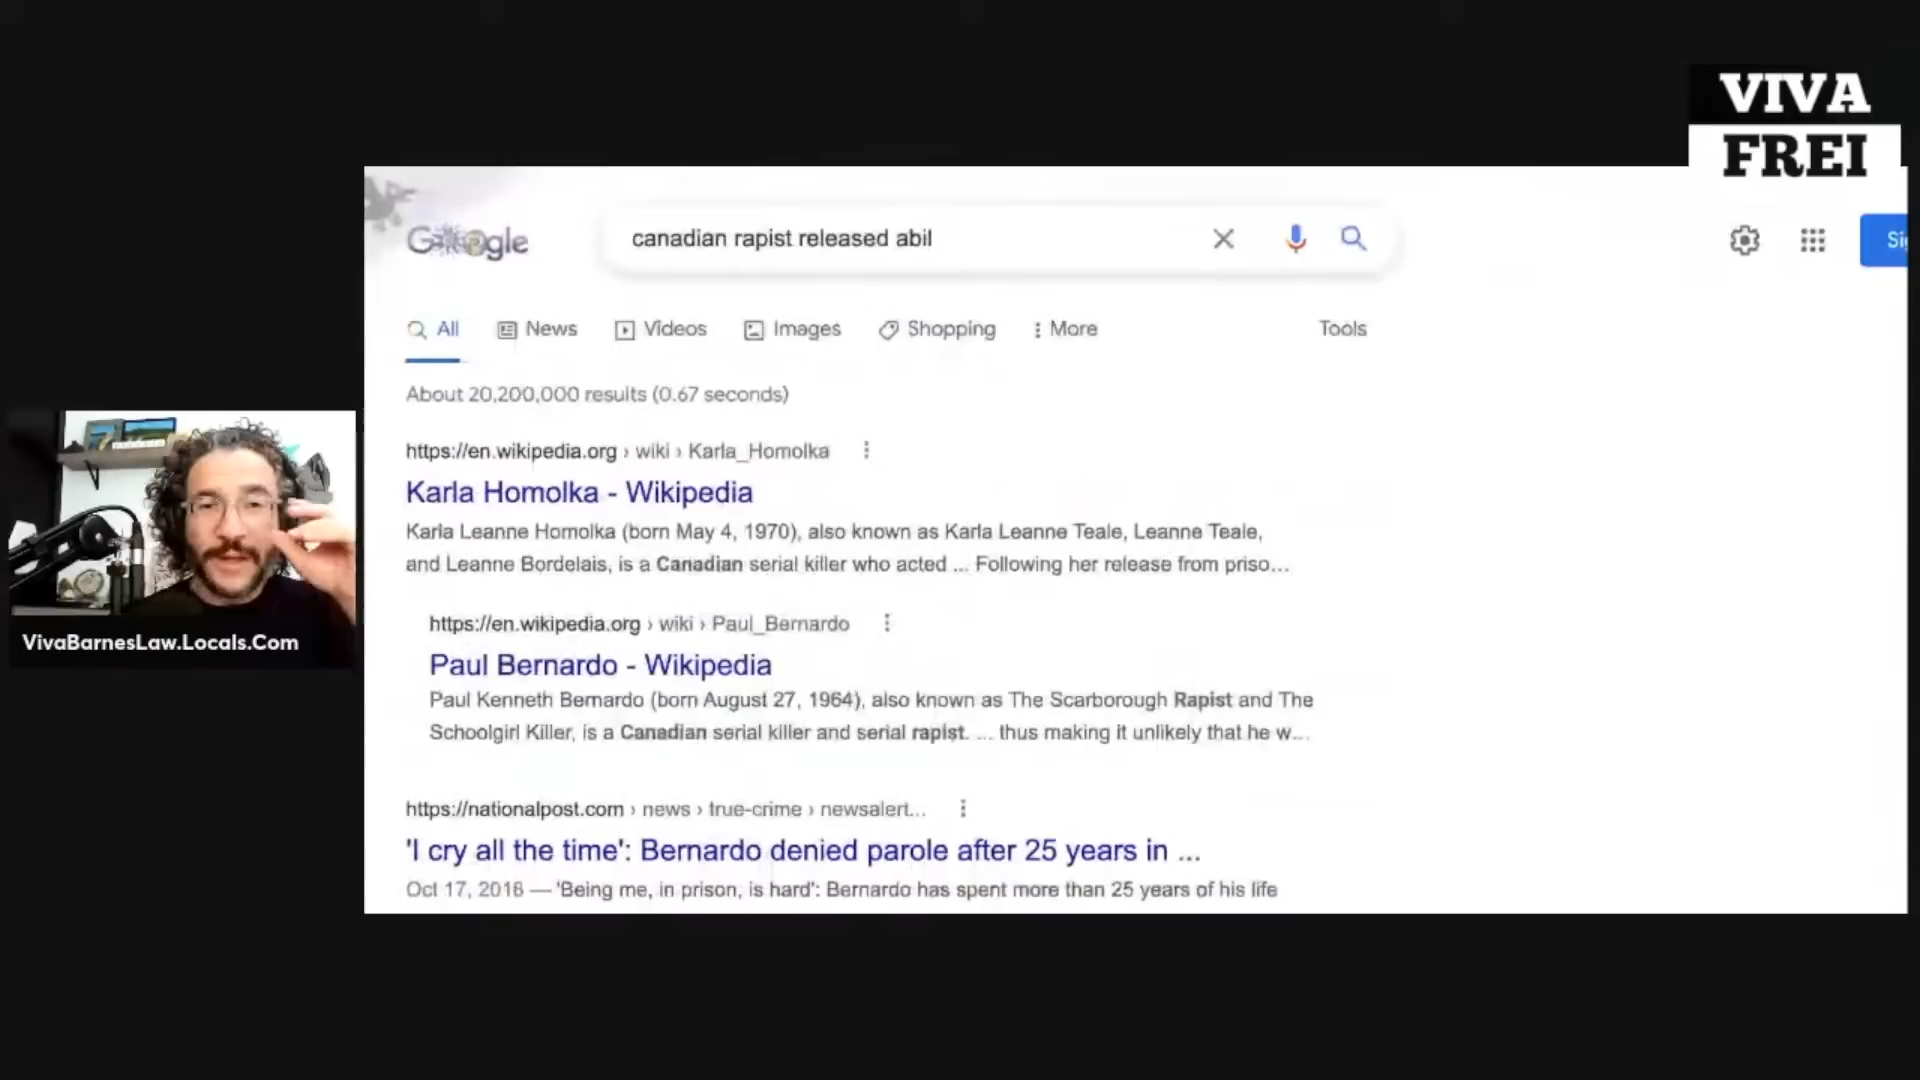 VIVA
FREI
Google
canadian rapist released abil
All
News
Videos
Images
Shopping
More
Tools
About 20,200,000 results (0.67 seconds)
https://en.wikipedia.org › wiki › Karla_Homolka
Karla Homolka - Wikipedia
Karla Leanne Homolka (born May 4, 1970), also known as Karla Leanne Teale, Leanne Teale,
and Leanne Bordelais, is a Canadian serial killer who acted ... Following her release from priso...
https://en.wikipedia.org › wiki › Paul_Bernardo
Paul Bernardo - Wikipedia
Paul Kenneth Bernardo (born August 27, 1964), also known as The Scarborough Rapist and The
Schoolgirl Killer, is a Canadian serial killer and serial rapist. ... thus making it unlikely that he w...
https://nationalpost.com › news › true-crime › newsalert...
'I cry all the time': Bernardo denied parole after 25 years in ...
Oct 17, 2018 — 'Being me, in prison, is hard': Bernardo has spent more than 25 years of his life
VivaBarnesLaw.Locals.Com